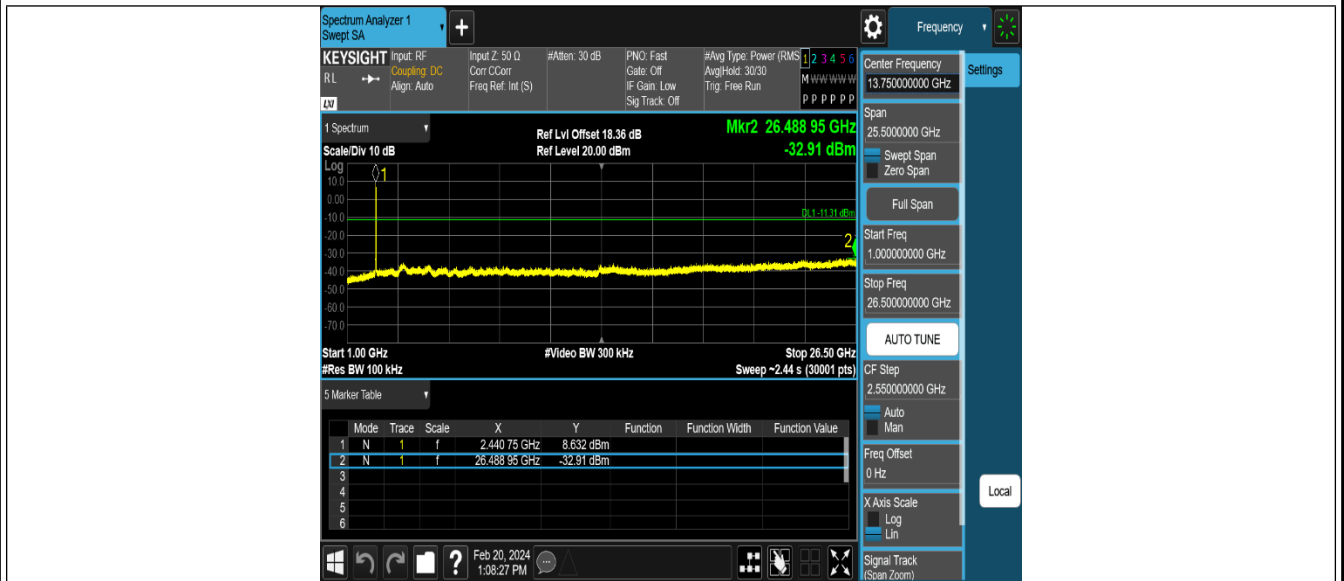 Spectrum Analyzer 1
Swept SA
+
Frequency
KEYSIGHT
RL
LXI
Input: RF
Coupling: DC
Align: Auto
Input Z: 50 Ω
Corr CCorr
Freq Ref: Int (S)
#Atten: 30 dB
PNO: Fast
Gate: Off
IF Gain: Low
Sig Track: Off
#Avg Type: Power (RMS
Avg|Hold: 30/30
Trig: Free Run
1 2 3 4 5 6
M W W W W W
P P P P P P
1 Spectrum
Scale/Div 10 dB
Ref Lvl Offset 18.36 dB
Ref Level 20.00 dBm
Mkr2 26.488 95 GHz
-32.91 dBm
Log
10.0
0.00
-10.0
-20.0
-30.0
-40.0
-50.0
-60.0
-70.0
1
DL1 -11.31 dBm
2
Start 1.00 GHz
#Res BW 100 kHz
#Video BW 300 kHz
Stop 26.50 GHz
Sweep ~2.44 s (30001 pts)
5 Marker Table
Mode Trace Scale X Y Function Function Width Function Value
1 N 1 f 2.440 75 GHz 8.632 dBm
2 N 1 f 26.488 95 GHz -32.91 dBm
3
4
5
6
?
Feb 20, 2024
1:08:27 PM
Center Frequency
13.750000000 GHz
Span
25.5000000 GHz
Swept Span
Zero Span
Full Span
Start Freq
1.000000000 GHz
Stop Freq
26.500000000 GHz
AUTO TUNE
CF Step
2.550000000 GHz
Auto
Man
Freq Offset
0 Hz
X Axis Scale
Log
Lin
Signal Track
(Span Zoom)
Settings
Local